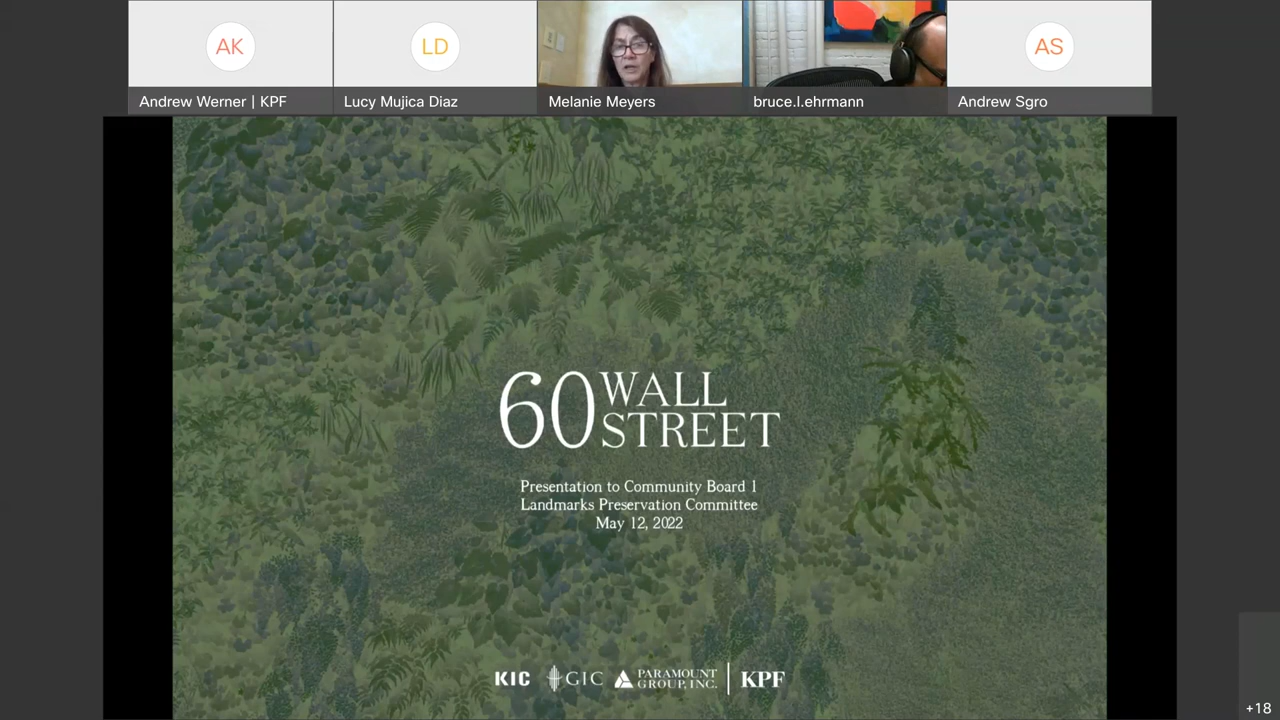 AK
LD
AS
Andrew Werner | KPF
Lucy Mujica Diaz
Melanie Meyers
bruce.l.ehrmann
Andrew Sgro
60 WALL
STREET
Presentation to Community Board 1
Landmarks Preservation Committee
May 12, 2022
KIC
GIC
PARAMOUNT
GROUP, INC.
KPF
+18